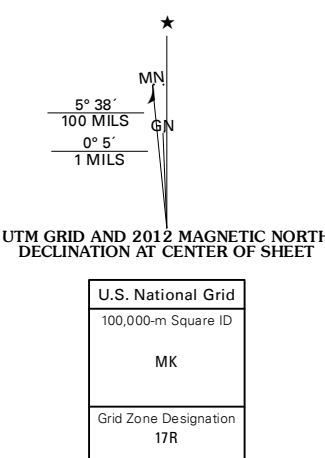 ★
MN
5° 38´
100 MILS
GN
0° 5´
1 MILS
UTM GRID AND 2012 MAGNETIC NORTH
DECLINATION AT CENTER OF SHEET
U.S. National Grid
100,000-m Square ID
MK
Grid Zone Designation
17R